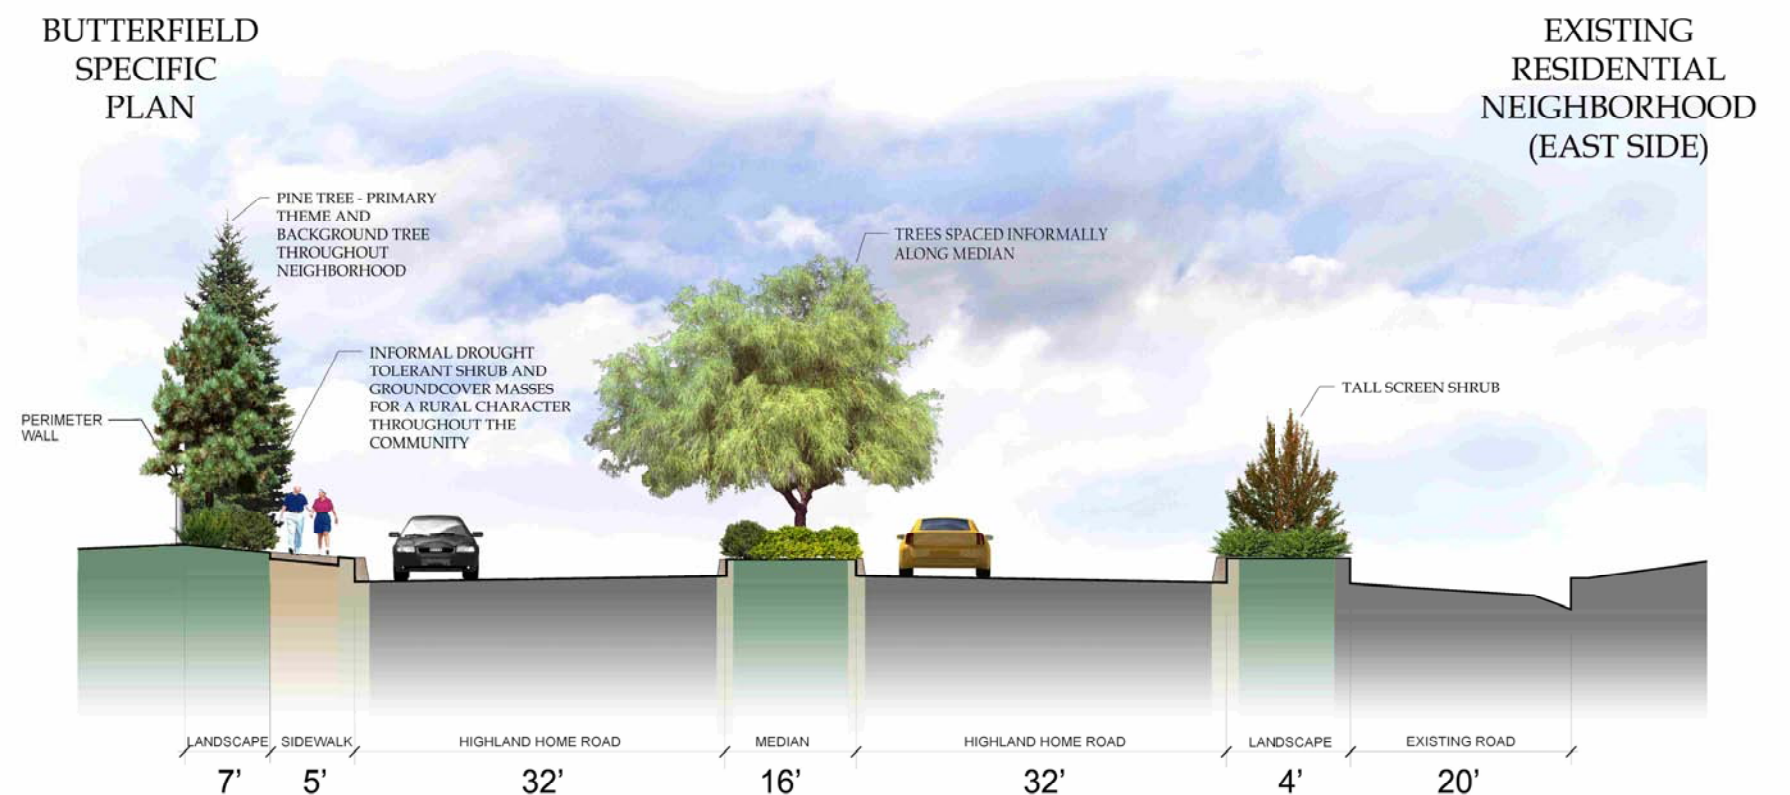 BUTTERFIELD
SPECIFIC
PLAN
EXISTING
RESIDENTIAL
NEIGHBORHOOD
(EAST SIDE)
PINE TREE - PRIMARY
THEME AND
BACKGROUND TREE
THROUGHOUT
NEIGHBORHOOD
TREES SPACED INFORMALLY
ALONG MEDIAN
INFORMAL DROUGHT
TOLERANT SHRUB AND
GROUNDCOVER MASSES
FOR A RURAL CHARACTER
THROUGHOUT THE
COMMUNITY
TALL SCREEN SHRUB
PERIMETER
WALL
LANDSCAPE SIDEWALK HIGHLAND HOME ROAD MEDIAN HIGHLAND HOME ROAD LANDSCAPE EXISTING ROAD
7’ 5’ 32’ 16’ 32’ 4’ 20’